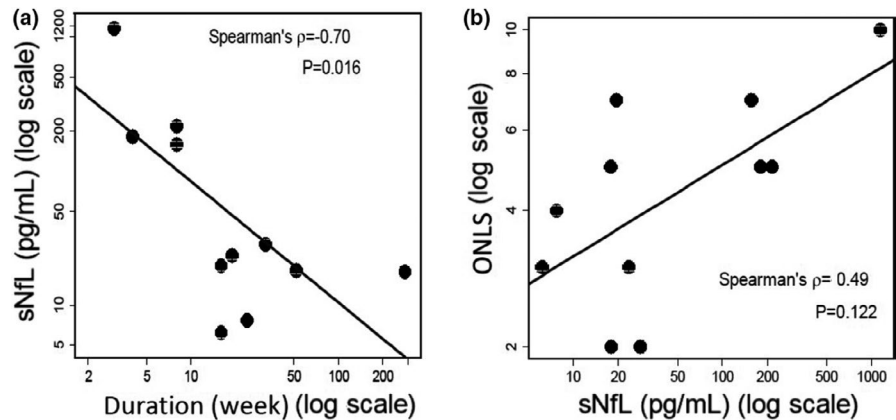 (a)
Spearman's ρ=-0.70
P=0.016
sNfL (pg/mL) (log scale)
1200
500
200
50
10
5
2 5 10 20 50 100 200
Duration (week) (log scale)
(b)
10
8
6
4
2
ONLS (log scale)
Spearman's ρ= 0.49
P=0.122
10 20 50 100 200 1000
sNfL (pg/mL) (log scale)